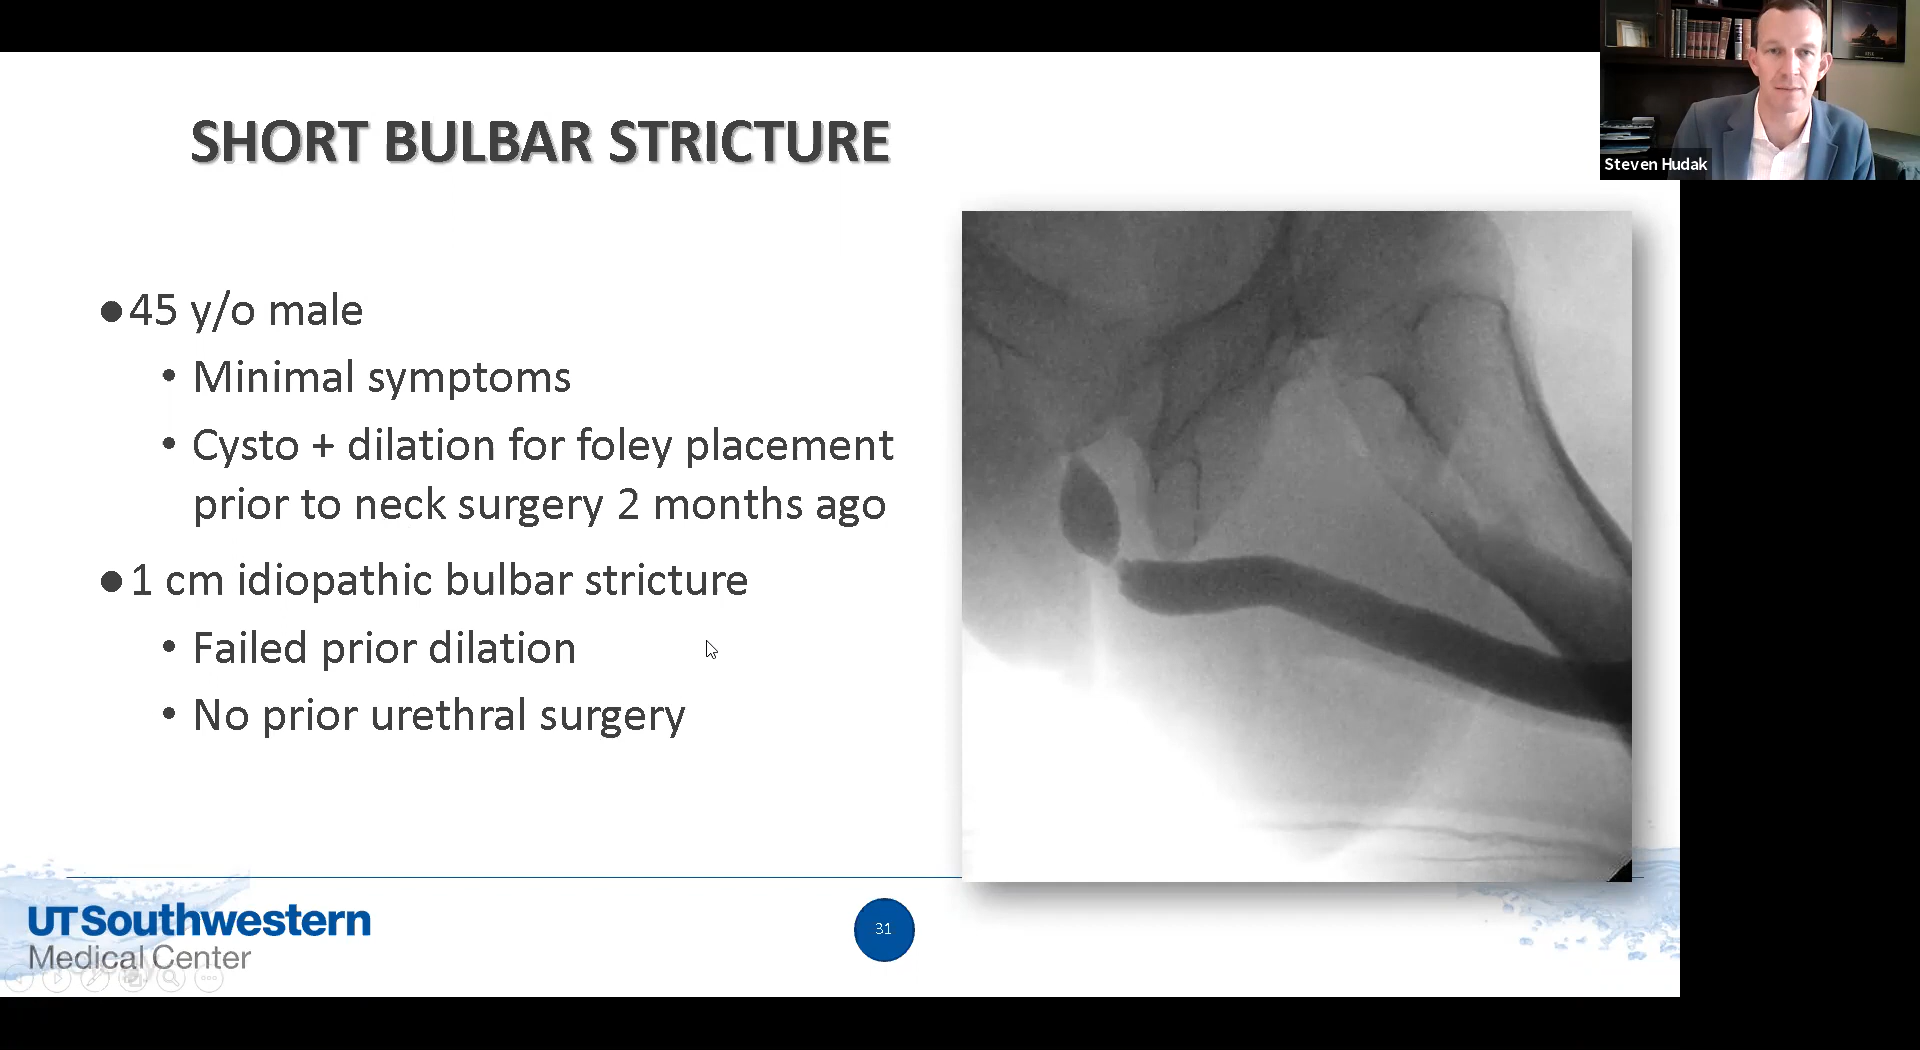 Steven Hudak
SHORT BULBAR STRICTURE
●45 y/o male
• Minimal symptoms
• Cysto + dilation for foley placement
prior to neck surgery 2 months ago
●1 cm idiopathic bulbar stricture
• Failed prior dilation
• No prior urethral surgery
UTSouthwestern
Medical Center
31